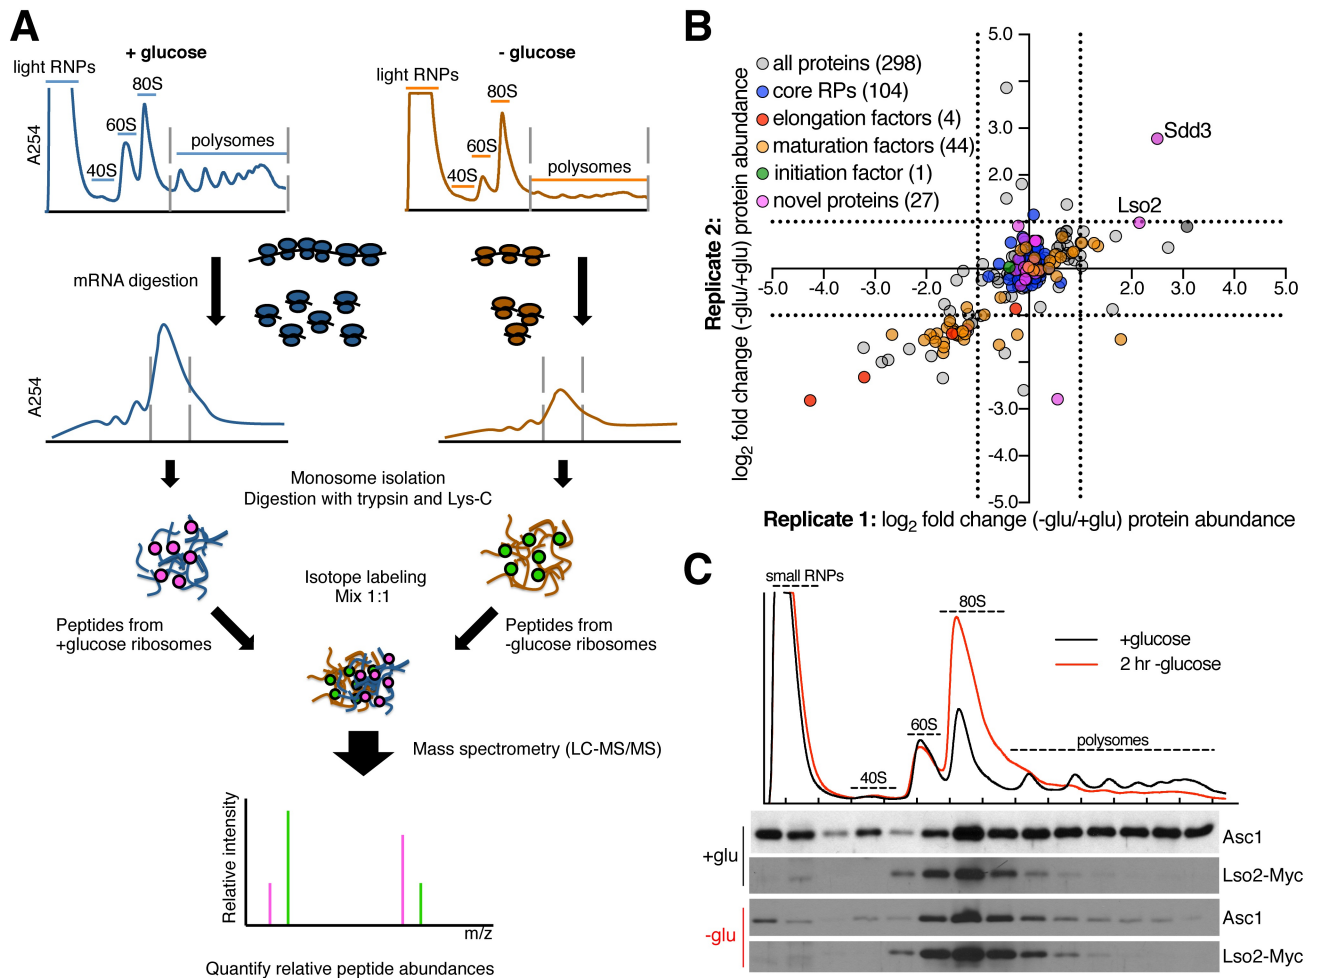 A
+ glucose
- glucose
light RNPs
light RNPs
80S
80S
60S
60S
40S
40S
polysomes
polysomes
A254
mRNA digestion
A254
Monosome isolation
Digestion with trypsin and Lys-C
Isotope labeling
Mix 1:1
Peptides from
+glucose ribosomes
Peptides from
-glucose ribosomes
Mass spectrometry (LC-MS/MS)
Relative intensity
m/z
Quantify relative peptide abundances
B
all proteins (298)
core RPs (104)
elongation factors (4)
maturation factors (44)
initiation factor (1)
novel proteins (27)
Sdd3
Lso2
5.0
3.0
2.0
-3.0
-4.0
-5.0
-5.0 -4.0 -3.0 -2.0 2.0 3.0 4.0 5.0
Replicate 2:
log2 fold change (-glu/+glu) protein abundance
Replicate 1: log2 fold change (-glu/+glu) protein abundance
C
small RNPs
80S
60S
40S
polysomes
+glucose
2 hr -glucose
+glu
Asc1
Lso2-Myc
-glu
Asc1
Lso2-Myc